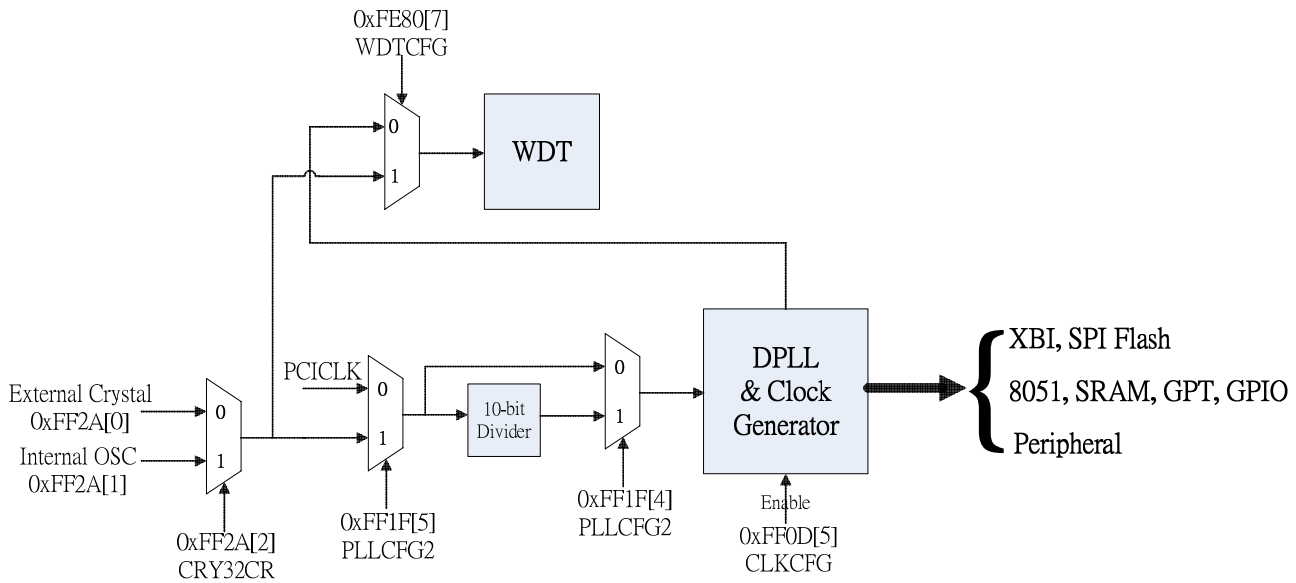 0xFE80[7]
WDTCFG
0
1
WDT
PCICLK
0
1
External Crystal
0xFF2A[0]
Internal OSC
0xFF2A[1]
0
1
10-bit
Divider
0
1
DPLL
& Clock
Generator
XBI, SPI Flash
8051, SRAM, GPT, GPIO
Peripheral
0xFF2A[2]
CRY32CR
0xFF1F[5]
PLLCFG2
0xFF1F[4]
PLLCFG2
Enable
0xFF0D[5]
CLKCFG